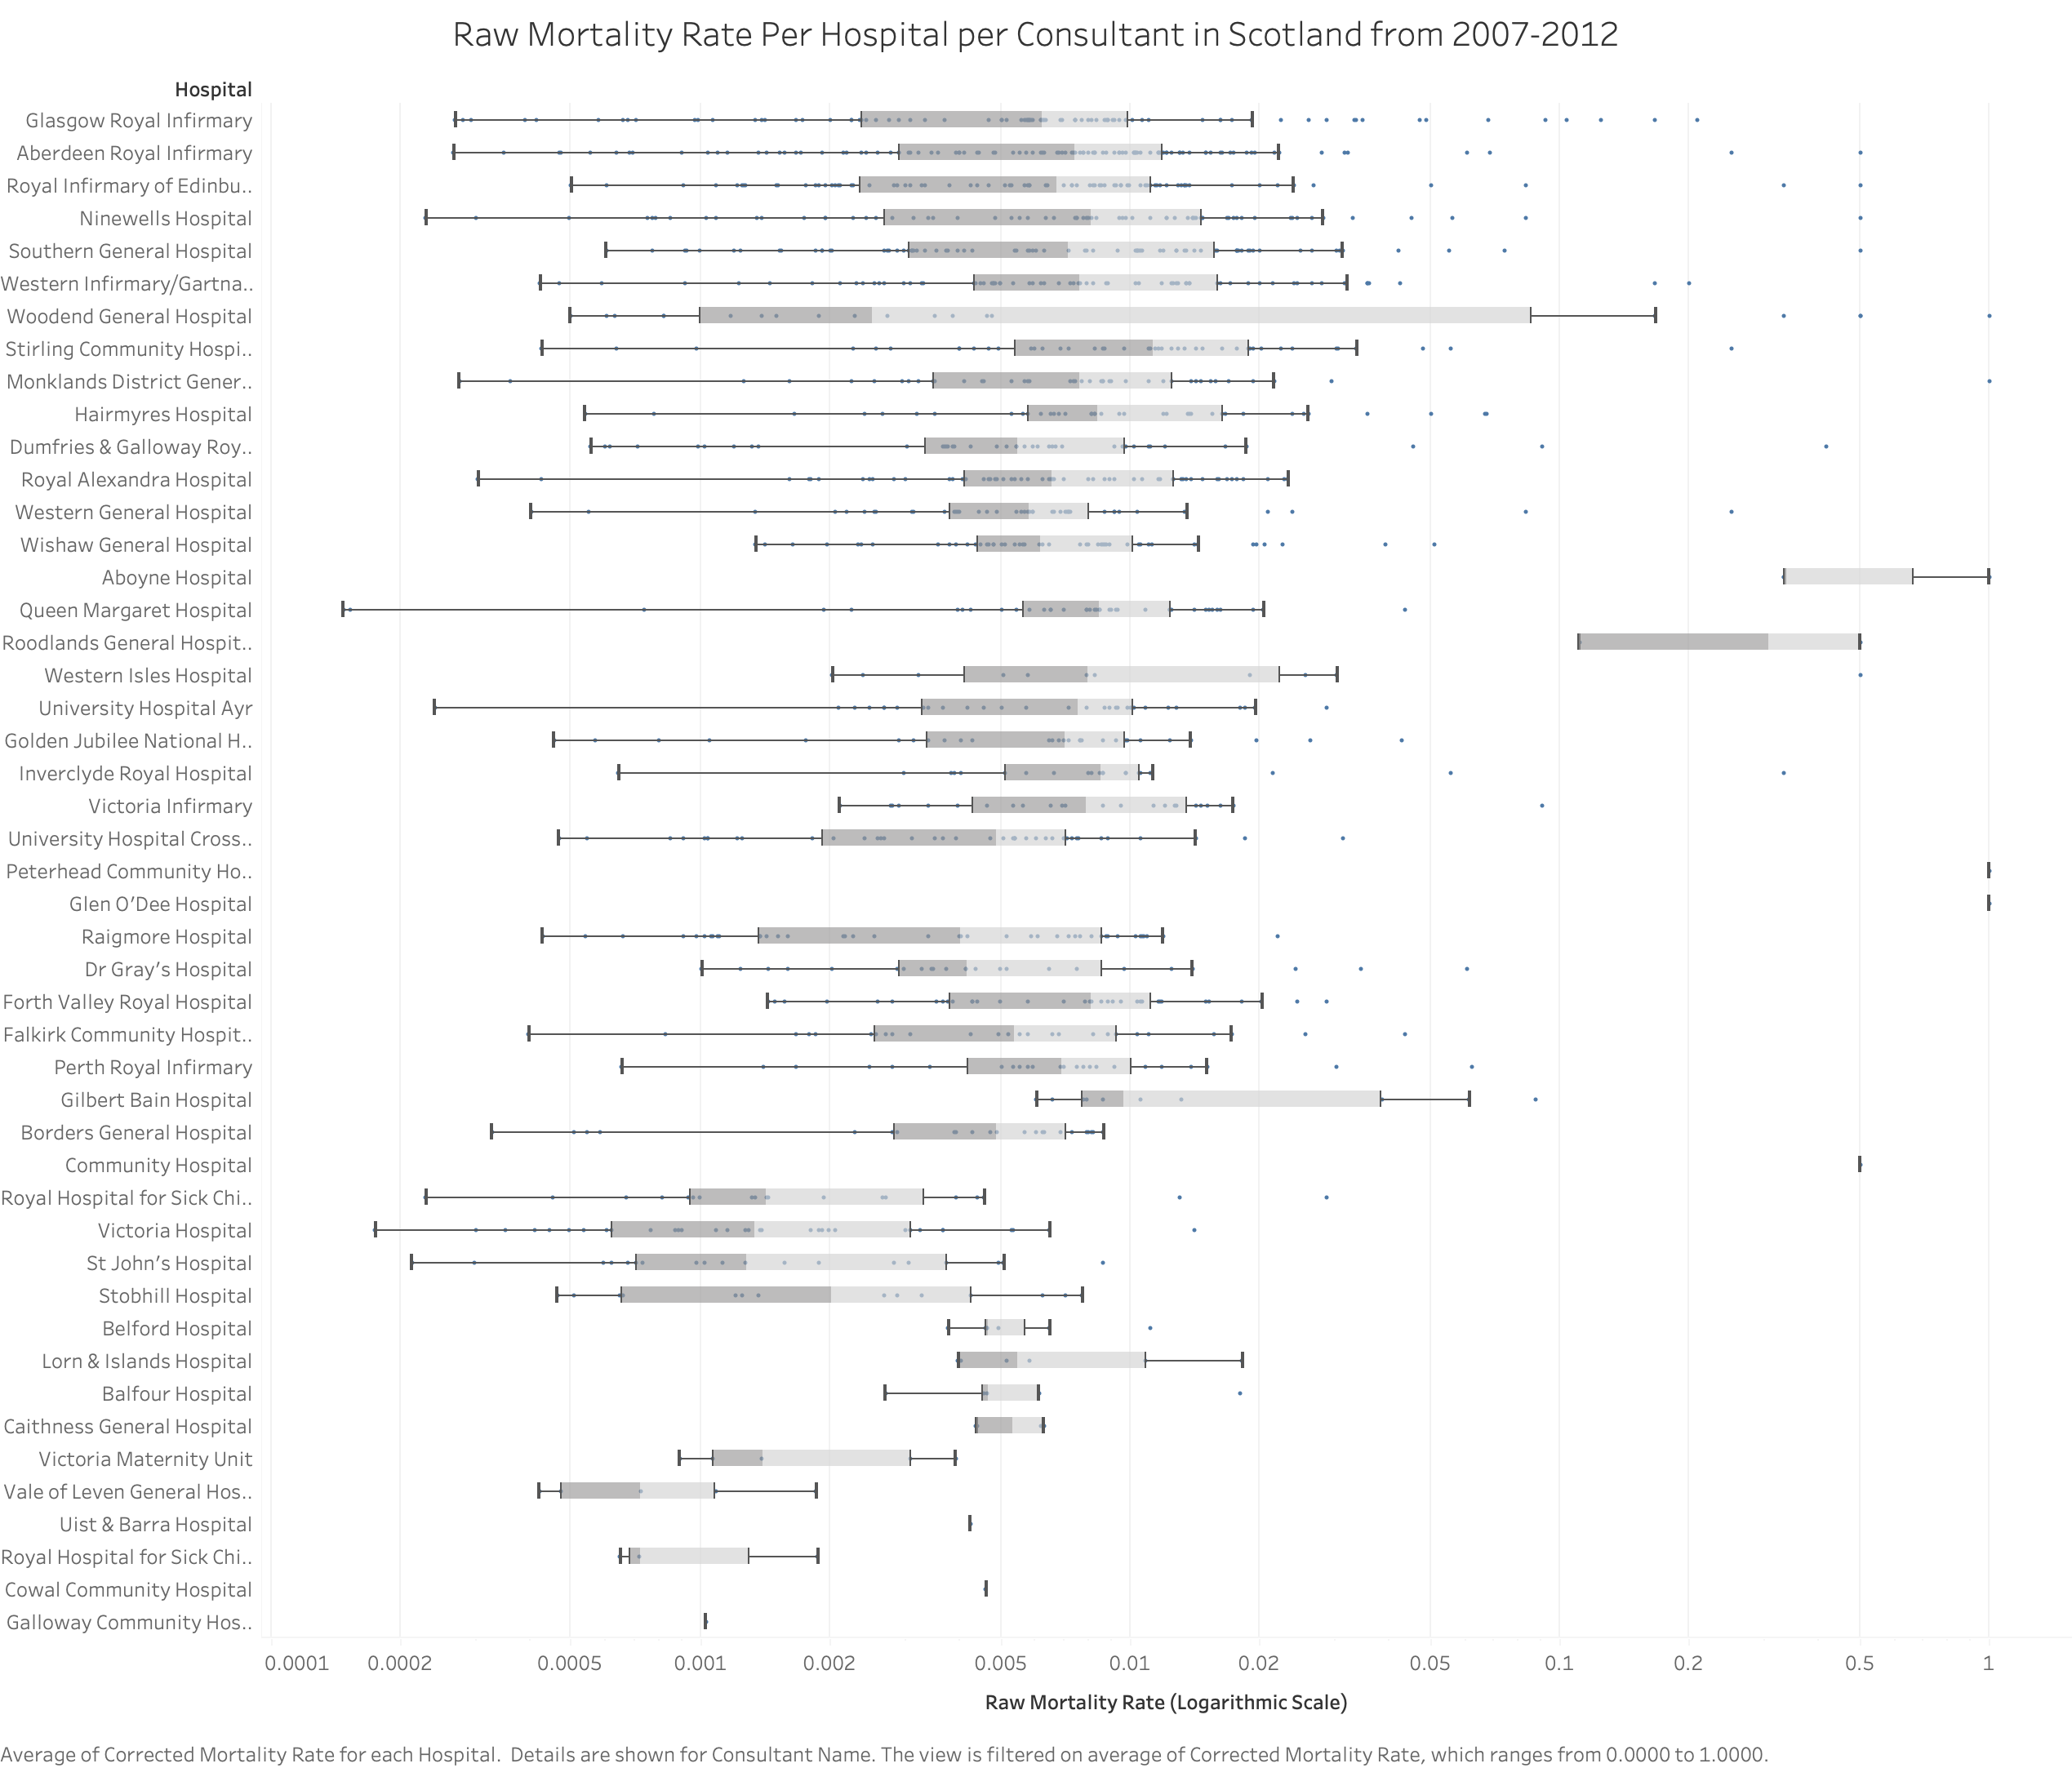 Raw Mortality Rate Per Hospital per Consultant in Scotland from 2007-2012
Hospital
Glasgow Royal Infirmary
Aberdeen Royal Infirmary
Royal Infirmary of Edinbu..
Ninewells Hospital
Southern General Hospital
Western Infirmary/Gartna..
Woodend General Hospital
Stirling Community Hospi..
Monklands District Gener..
Hairmyres Hospital
Dumfries & Galloway Roy..
Royal Alexandra Hospital
Western General Hospital
Wishaw General Hospital
Aboyne Hospital
Queen Margaret Hospital
Roodlands General Hospit..
Western Isles Hospital
University Hospital Ayr
Golden Jubilee National H..
Inverclyde Royal Hospital
Victoria Infirmary
University Hospital Cross..
Peterhead Community Ho..
Glen O’Dee Hospital
Raigmore Hospital
Dr Gray’s Hospital
Forth Valley Royal Hospital
Falkirk Community Hospit..
Perth Royal Infirmary
Gilbert Bain Hospital
Borders General Hospital
Community Hospital
Royal Hospital for Sick Chi..
Victoria Hospital
St John’s Hospital
Stobhill Hospital
Belford Hospital
Lorn & Islands Hospital
Balfour Hospital
Caithness General Hospital
Victoria Maternity Unit
Vale of Leven General Hos..
Uist & Barra Hospital
Royal Hospital for Sick Chi..
Cowal Community Hospital
Galloway Community Hos..
0.0001 0.0002 0.0005 0.001 0.002 0.005 0.01 0.02 0.05 0.1 0.2 0.5 1
Raw Mortality Rate (Logarithmic Scale)
Average of Corrected Mortality Rate for each Hospital.  Details are shown for Consultant Name. The view is filtered on average of Corrected Mortality Rate, which ranges from 0.0000 to 1.0000.